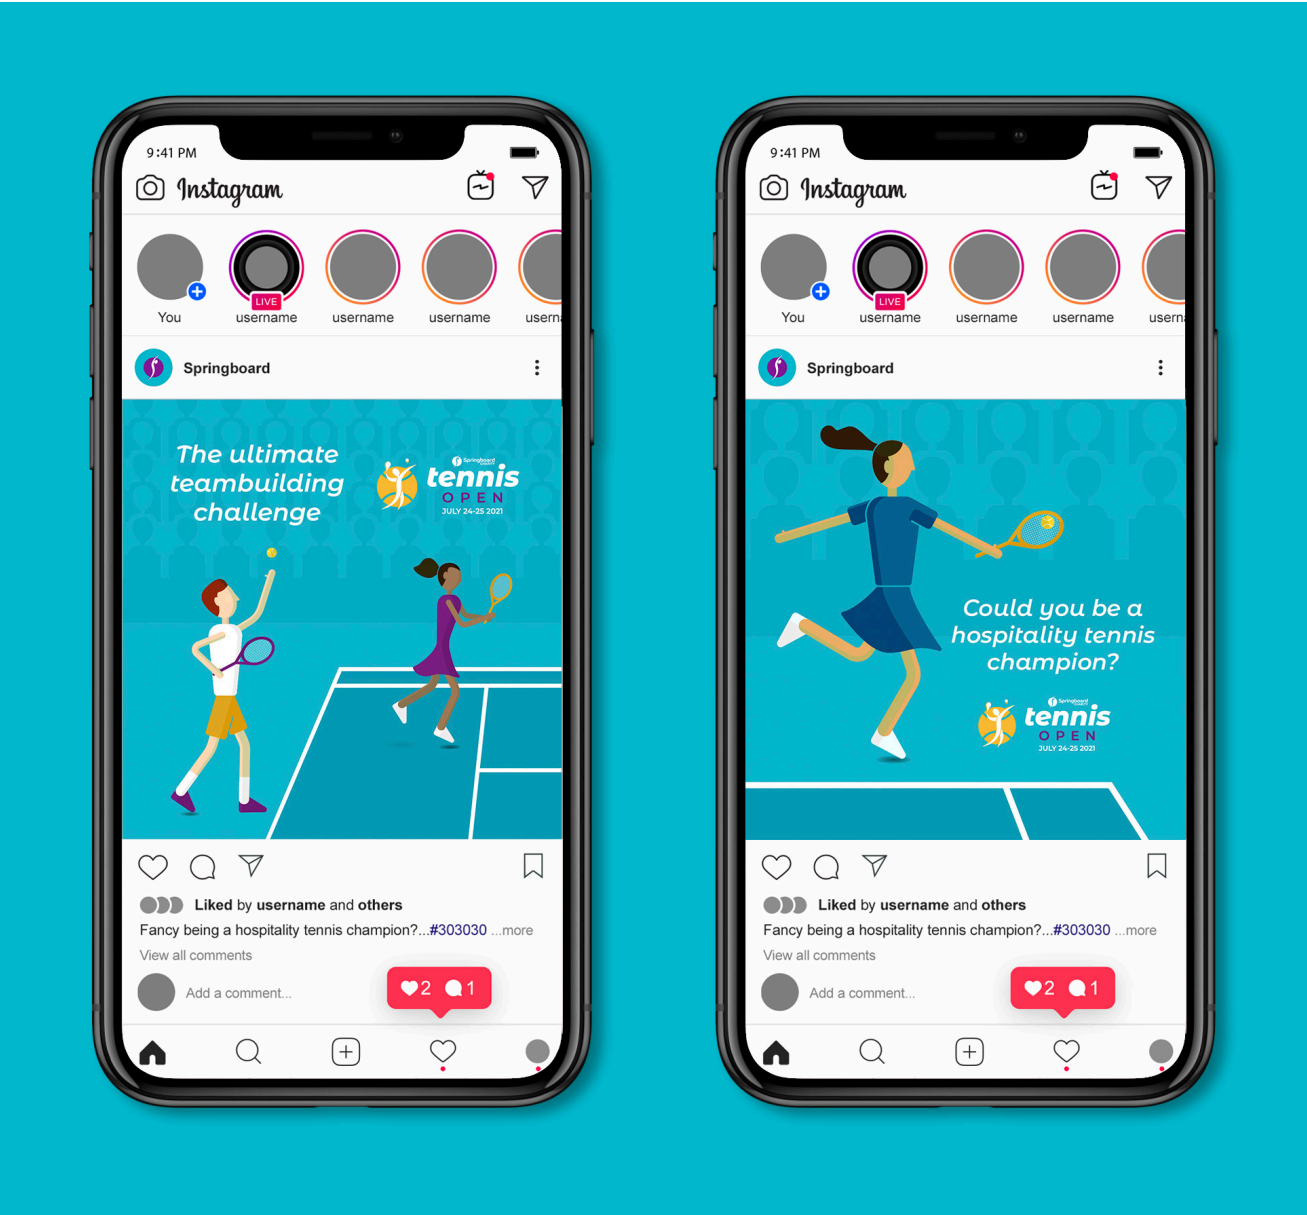 9:41 PM
Instagram
LIVE
You
username
username
username
usern
Springboard
The ultimate
teambuilding
challenge
Springboard
tennis
OPEN
JULY 24-25 2021
Liked by username and others
Fancy being a hospitality tennis champion?...#303030 ...more
View all comments
Add a comment...
2
1
9:41 PM
Instagram
LIVE
You
username
username
username
usern
Springboard
Could you be a
hospitality tennis
champion?
Springboard
tennis
OPEN
JULY 24-25 2021
Liked by username and others
Fancy being a hospitality tennis champion?...#303030 ...more
View all comments
Add a comment...
2
1